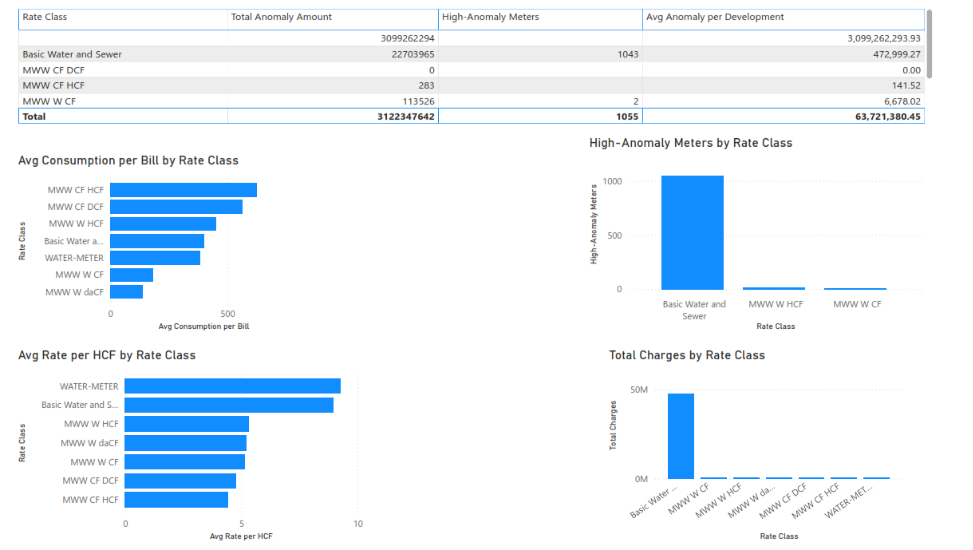 Rate Class Total Anomaly Amount High-Anomaly Meters Avg Anomaly per Development
3099262294 3,099,262,293.93
Basic Water and Sewer 22703965 1043 472,999.27
MWW CF DCF 0 0.00
MWW CF HCF 283 141.52
MWW W CF 113526 2 6,678.02
Total 3122347642 1055 63,721,380.45
Avg Consumption per Bill by Rate Class
Rate Class
MWW CF HCF
MWW CF DCF
MWW W HCF
Basic Water a...
WATER-METER
MWW W CF
MWW W daCF
0 500
Avg Consumption per Bill
High-Anomaly Meters by Rate Class
High-Anomaly Meters
1000
500
0
Basic Water and
Sewer
MWW W HCF
MWW W CF
Rate Class
Avg Rate per HCF by Rate Class
Rate Class
WATER-METER
Basic Water and S...
MWW W HCF
MWW W daCF
MWW W CF
MWW CF DCF
MWW CF HCF
0 5 10
Avg Rate per HCF
Total Charges by Rate Class
Total Charges
50M
0M
Basic Water ...
MWW W CF
MWW W HCF
MWW W da...
MWW CF DCF
MWW CF HCF
WATER-MET...
Rate Class